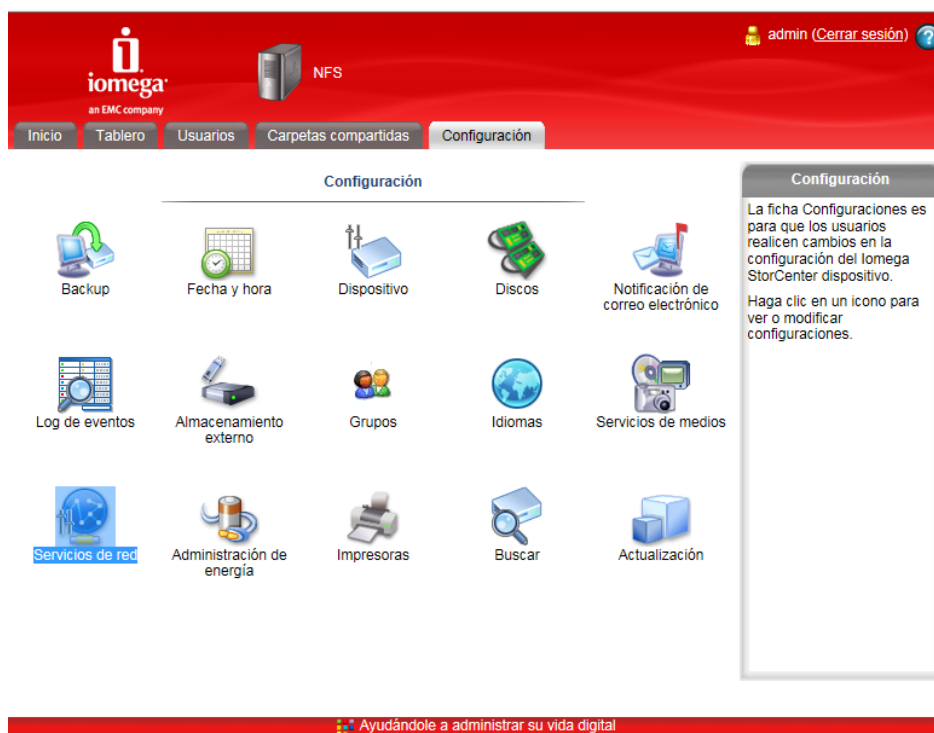 admin (Cerrar sesión)
iomega
an EMC company
NFS
Inicio
Tablero
Usuarios
Carpetas compartidas
Configuración
Configuración
Backup
Fecha y hora
Dispositivo
Discos
Notificación de
correo electrónico
Log de eventos
Almacenamiento
externo
Grupos
Idiomas
Servicios de medios
Servicios de red
Administración de
energía
Impresoras
Buscar
Actualización
Configuración
La ficha Configuraciones es
para que los usuarios
realicen cambios en la
configuración del Iomega
StorCenter dispositivo.
Haga clic en un icono para
ver o modificar
configuraciones.
Ayudándole a administrar su vida digital